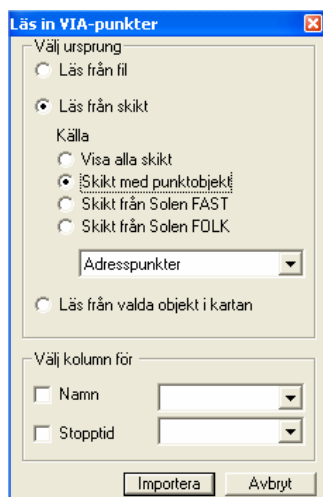 Läs in VIA-punkter
Välj ursprung
Läs från fil
Läs från skikt
Källa
Visa alla skikt
Skikt med punktobjekt
Skikt från Solen FAST
Skikt från Solen FOLK
Adresspunkter
Läs från valda objekt i kartan
Välj kolumn för
Namn
Stopptid
Importera Avbryt